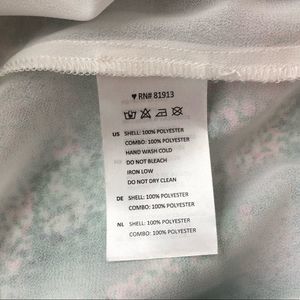 ♥ RN# 81913
US SHELL: 100% POLYESTER
COMBO: 100% POLYESTER
HAND WASH COLD
DO NOT BLEACH
IRON LOW
DO NOT DRY CLEAN
DE SHELL: 100% POLYESTER
COMBO: 100% POLYESTER
NL SHELL: 100% POLYESTER
COMBO: 100% POLYESTER